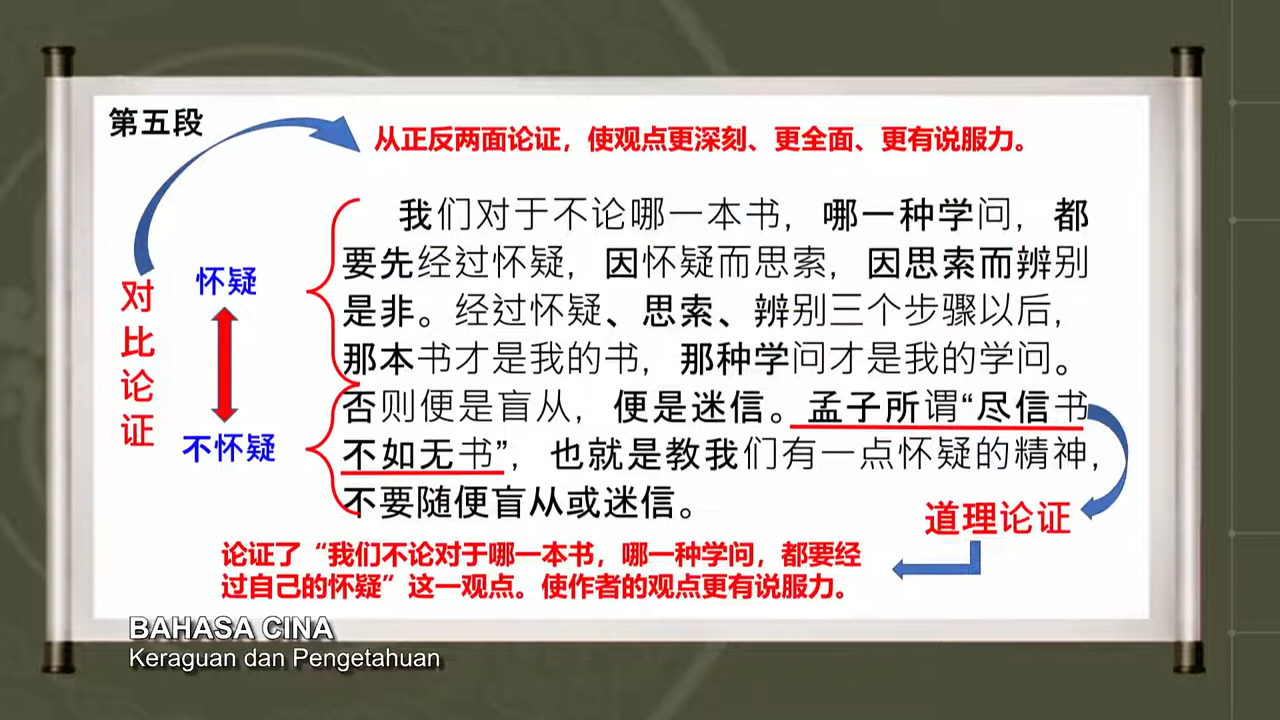 第五段
从正反两面论证，使观点更深刻、更全面、更有说服力。
我们对于不论哪一本书，哪一种学问，都
要先经过怀疑，因怀疑而思索，因思索而辨别
是非。经过怀疑、思索、辨别三个步骤以后，
那本书才是我的书，那种学问才是我的学问。
否则便是盲从，便是迷信。孟子所谓“尽信书
不如无书”，也就是教我们有一点怀疑的精神，
不要随便盲从或迷信。
对比论证
怀疑
不怀疑
道理论证
论证了“我们不论对于哪一本书，哪一种学问，都要经
过自己的怀疑”这一观点。使作者的观点更有说服力。
BAHASA CINA
Keraguan dan Pengetahuan